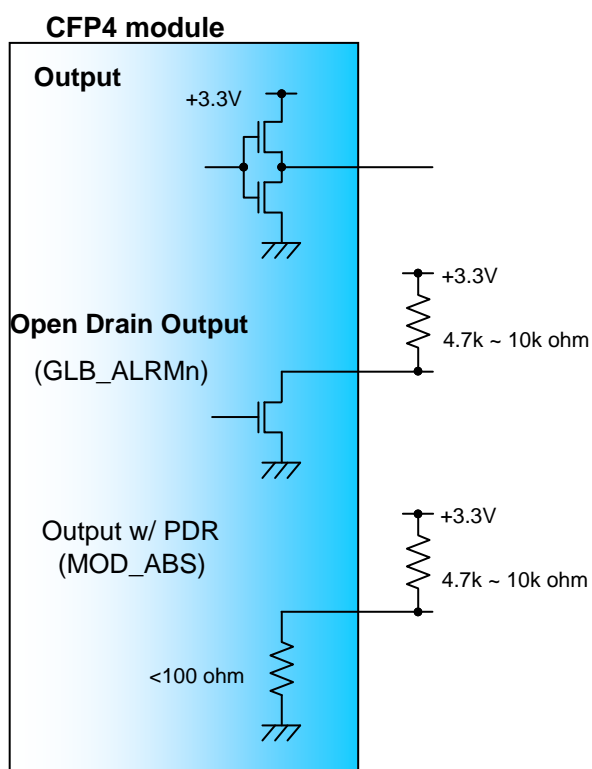 CFP4 module
Output
+3.3V
+3.3V
Open Drain Output
4.7k ~ 10k ohm
(GLB_ALRMn)
+3.3V
Output w/ PDR
(MOD_ABS)
4.7k ~ 10k ohm
<100 ohm